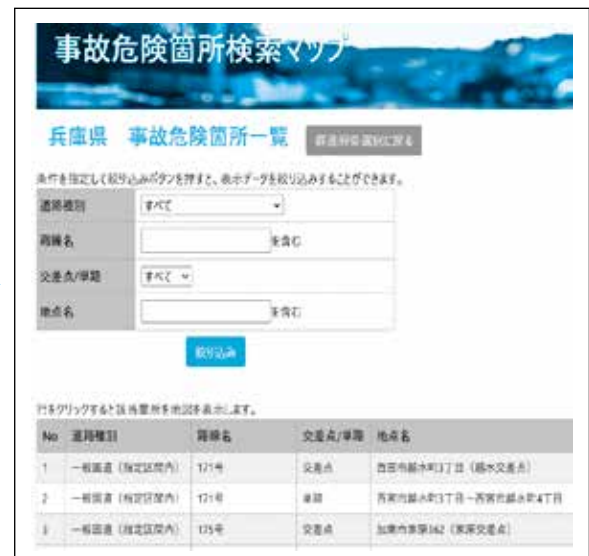 事故危険箇所検索マップ
兵庫県 事故危険箇所一覧 都道府県選択に戻る
条件を指定して絞り込みボタンを押すと、表示データを絞り込みすることができます。
道路種別 すべて
路線名 を含む
交差点/単路 すべて
地点名 を含む
絞り込み
行をクリックすると該当箇所を地図表示します。
No 道路種別 路線名 交差点/単路 地点名
1 一般国道（指定区間内） 171号 交差点
2 一般国道（指定区間内） 171号 単路
3 一般国道（指定区間内） 175号 交差点